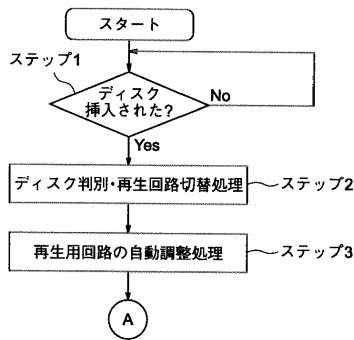 スタート
ステップ1
ディスク
挿入された?
No
Yes
ディスク判別・再生回路切替処理
ステップ2
再生用回路の自動調整処理
ステップ3
A